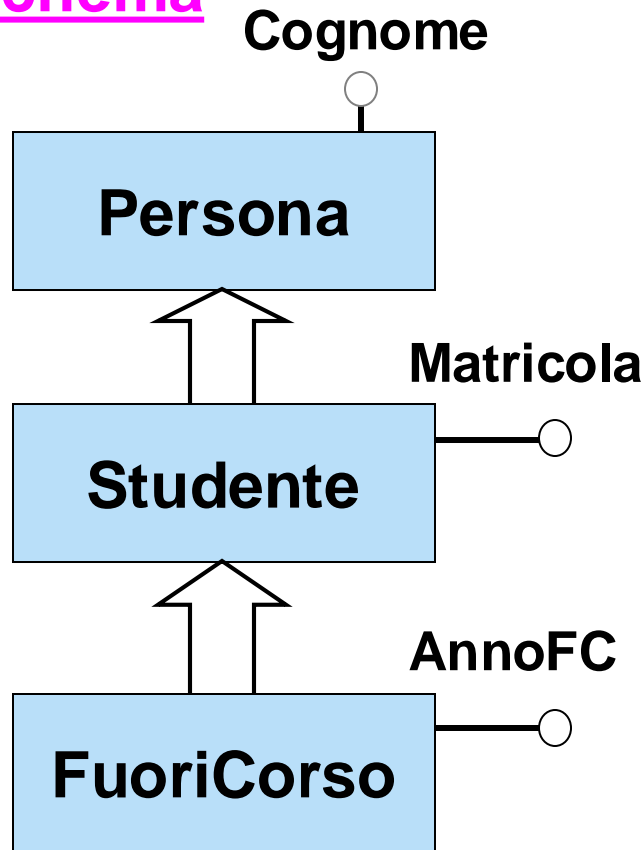 Cognome
Persona
Matricola
Studente
AnnoFC
FuoriCorso